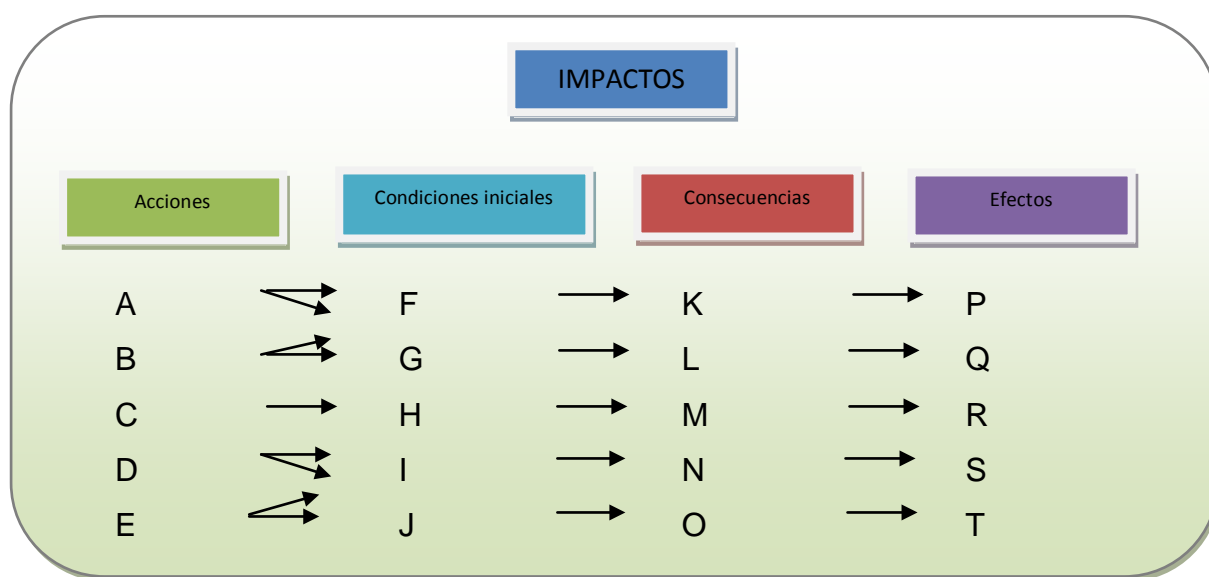 IMPACTOS
Acciones Condiciones iniciales Consecuencias Efectos
A F K P
B G L Q
C H M R
D I N S
E J O T